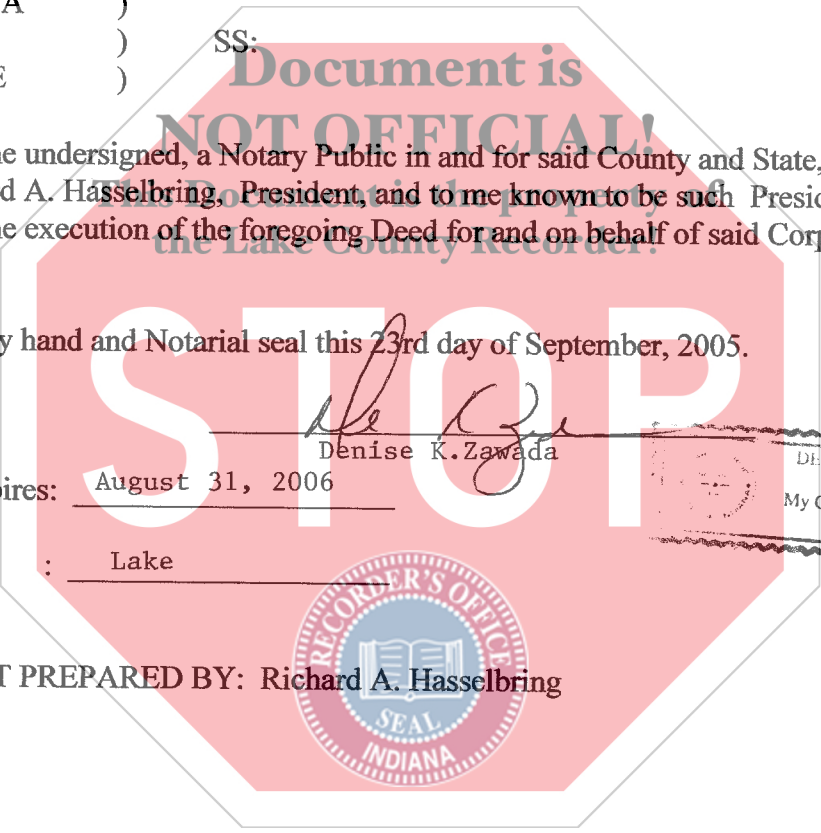 A )
) SS:
E )
Document is
NOT OFFICIAL!
e undersigned, a Notary Public in and for said County and State,
This Document is the property of
d A. Hasselbring, President, and to me known to be such Presid
e execution of the foregoing Deed for and on behalf of said Corp
the Lake County Recorder!
y hand and Notarial seal this 23rd day of September, 2005.
STOP
Denise K.Zawada
DE
ires: August 31, 2006
My C
: Lake
RECORDER'S OFFICE
T PREPARED BY: Richard A. Hasselbring
SEAL
INDIANA